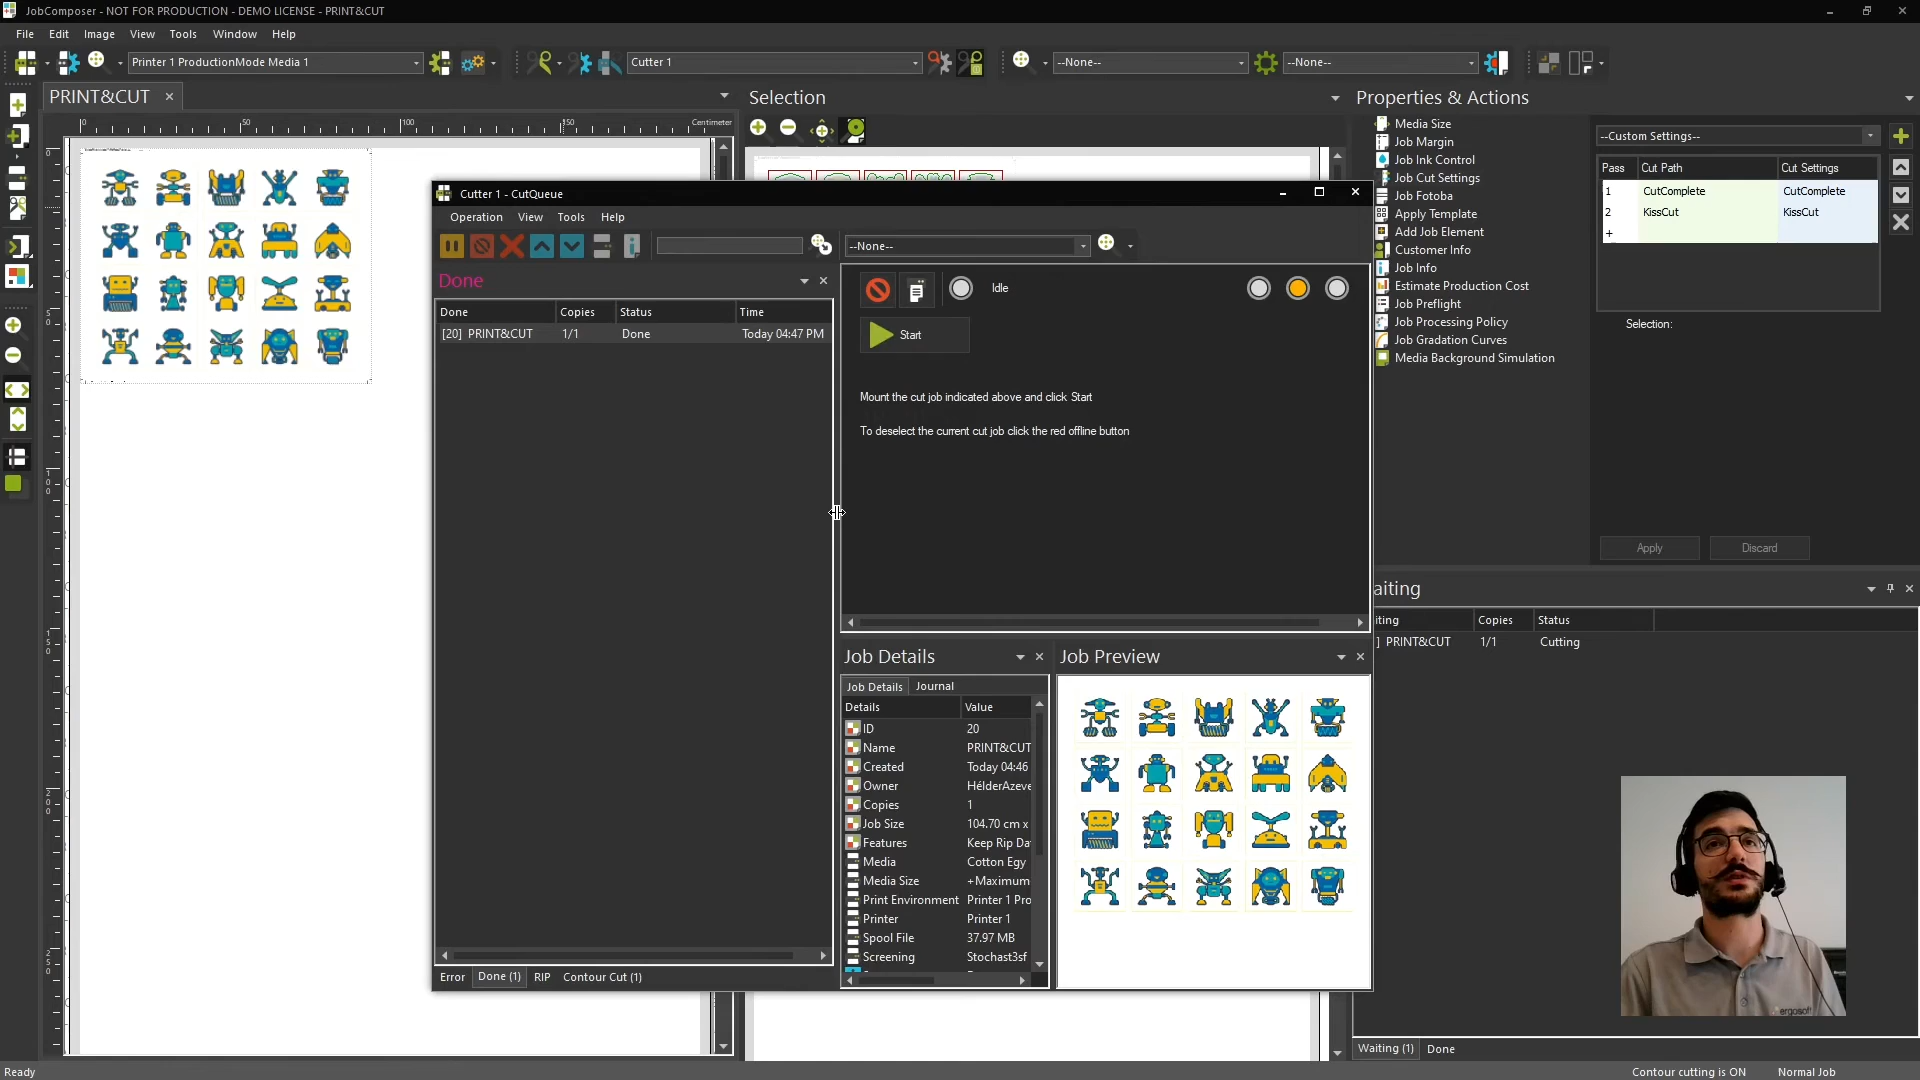 JobComposer - NOT FOR PRODUCTION - DEMO LICENSE - PRINT&CUT
File Edit Image View Tools Window Help
Printer 1 ProductionMode Media 1
Cutter 1
--None--
--None--
PRINT&CUT
0 50 100 150 Centimeter
Selection
Properties & Actions
Media Size
Job Margin
Job Ink Control
Job Cut Settings
Job Fotoba
Apply Template
Add Job Element
Customer Info
Job Info
Estimate Production Cost
Job Preflight
Job Processing Policy
Job Gradation Curves
Media Background Simulation
--Custom Settings--
Pass Cut Path Cut Settings
1 CutComplete CutComplete
2 KissCut KissCut
+
Selection:
Apply Discard
Cutter 1 - CutQueue
Operation View Tools Help
--None--
Done
Done Copies Status Time
[20] PRINT&CUT 1/1 Done Today 04:47 PM
Idle
Start
Mount the cut job indicated above and click Start
To deselect the current cut job click the red offline button
Job Details
Job Details Journal
Details Value
ID 20
Name PRINT&CUT
Created Today 04:46
Owner HélderAzeve
Copies 1
Job Size 104.70 cm x
Features Keep Rip Da
Media Cotton Egy
Media Size +Maximum
Print Environment Printer 1 Pro
Printer Printer 1
Spool File 37.97 MB
Screening Stochast3sf
Job Preview
Error Done (1) RIP Contour Cut (1)
aiting
iting Copies Status
] PRINT&CUT 1/1 Cutting
ergosoft
Waiting (1) Done
Ready
Contour cutting is ON Normal Job